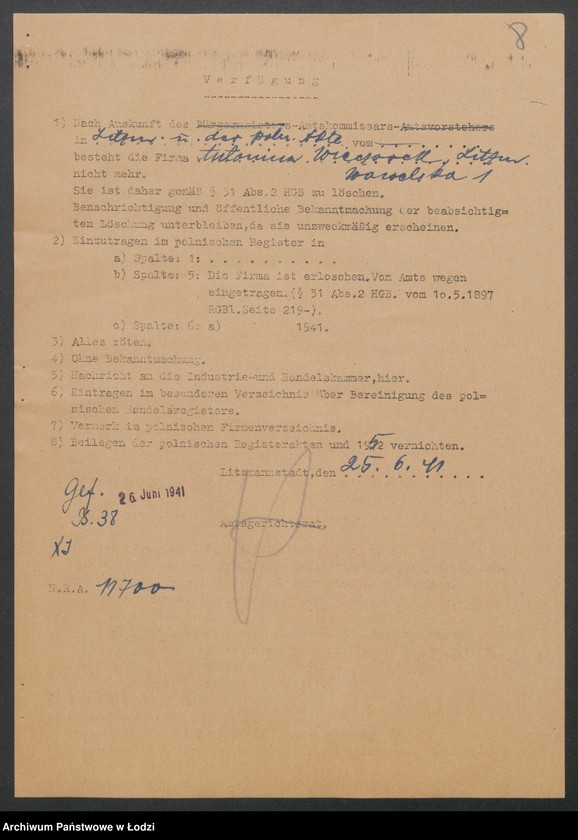 8
Verfügung
1) Nach Auskunft des Bürgermeisters-Amtskommissars-Amtsvorstehers
in Litzm. u. der poln. Akte vom
besteht die Firma Antonina Litzm.
nicht mehr. Wawelska 1
Sie ist daher gemäß § 31 Abs.2 HGB zu löschen.
Benachrichtigung und öffentliche Bekanntmachung der beabsichtig=
ten Löschung unterbleiben,da sie unzweckmäßig erscheinen.
2) Einzutragen im polnischen Register in
a) Spalte: 1: . . . . . . . . . . .
b) Spalte: 5: Die Firma ist erloschen.Von Amts wegen
eingetragen.(§ 31 Abs.2 HGB. vom 10.5.1897
RGBl.Seite 219-).
c) Spalte: 6: a) 1941.
3) Alles röten.
4) Ohne Bekanntmachung.
5) Nachricht an die Industrie-und Handelskammer,hier.
6) Eintragen im besonderen Verzeichnis über Bereinigung des pol=
nischen Handelsregisters.
7) Vermerk im polnischen Firmenverzeichnis.
8) Beilegen der polnischen Registerakten und 1952 vernichten.
Litzmannstadt,den 25. 6. 41
Gef. 26. Juni 1941
B. 38
Amtsgerichtsrat.
XI
H.R.A. 11700
Archiwum Państwowe w Łodzi